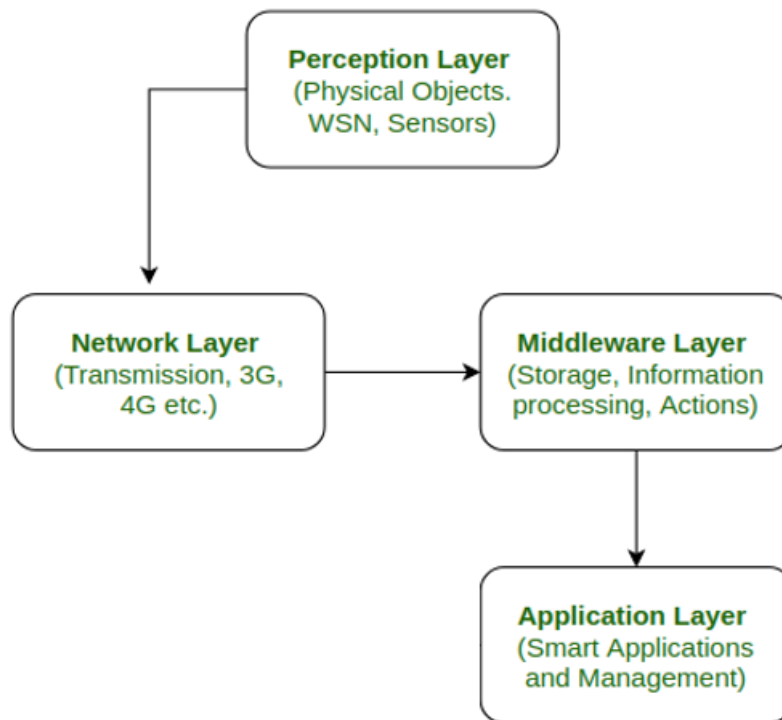 Perception Layer
(Physical Objects.
WSN, Sensors)
Network Layer
(Transmission, 3G,
4G etc.)
Middleware Layer
(Storage, Information
processing, Actions)
Application Layer
(Smart Applications
and Management)